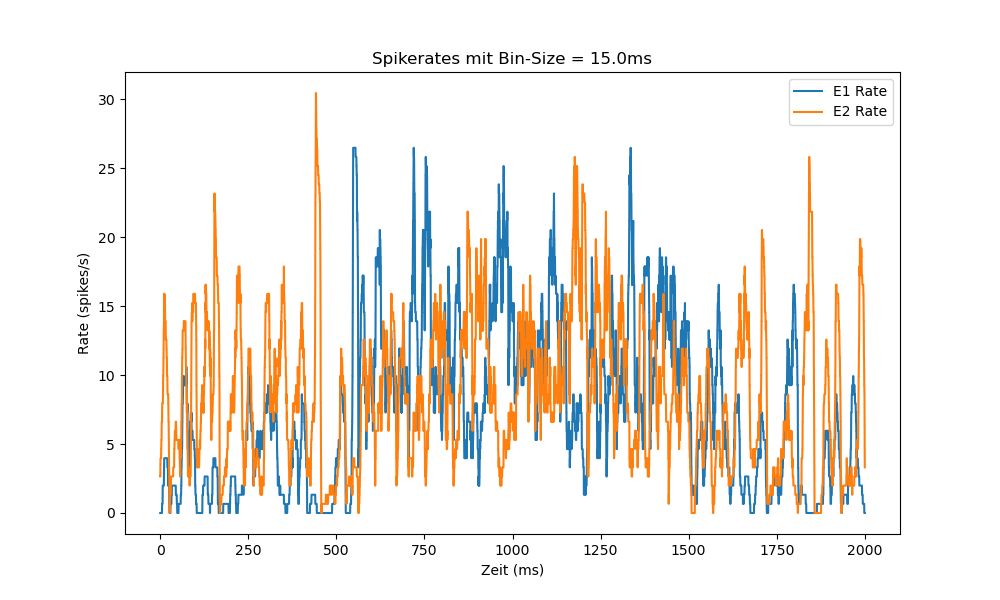 Spikerates mit Bin-Size = 15.0ms
E1 Rate
E2 Rate
30
25
20
15
10
5
0
Rate (spikes/s)
0 250 500 750 1000 1250 1500 1750 2000
Zeit (ms)